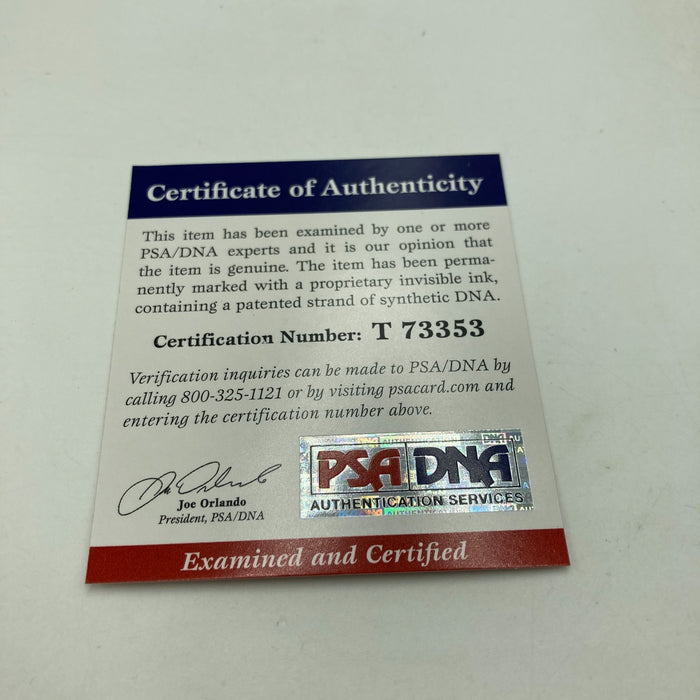 Certificate of Authenticity
This item has been examined by one or more
PSA/DNA experts and it is our opinion that
the item is genuine. The item has been perma-
nently marked with a proprietary invisible ink,
containing a patented strand of synthetic DNA.
Certification Number: T 73353
Verification inquiries can be made to PSA/DNA by
calling 800-325-1121 or by visiting psacard.com and
entering the certification number above.
Joe Orlando
President, PSA/DNA
PSA DNA
AUTHENTICATION SERVICES
Examined and Certified